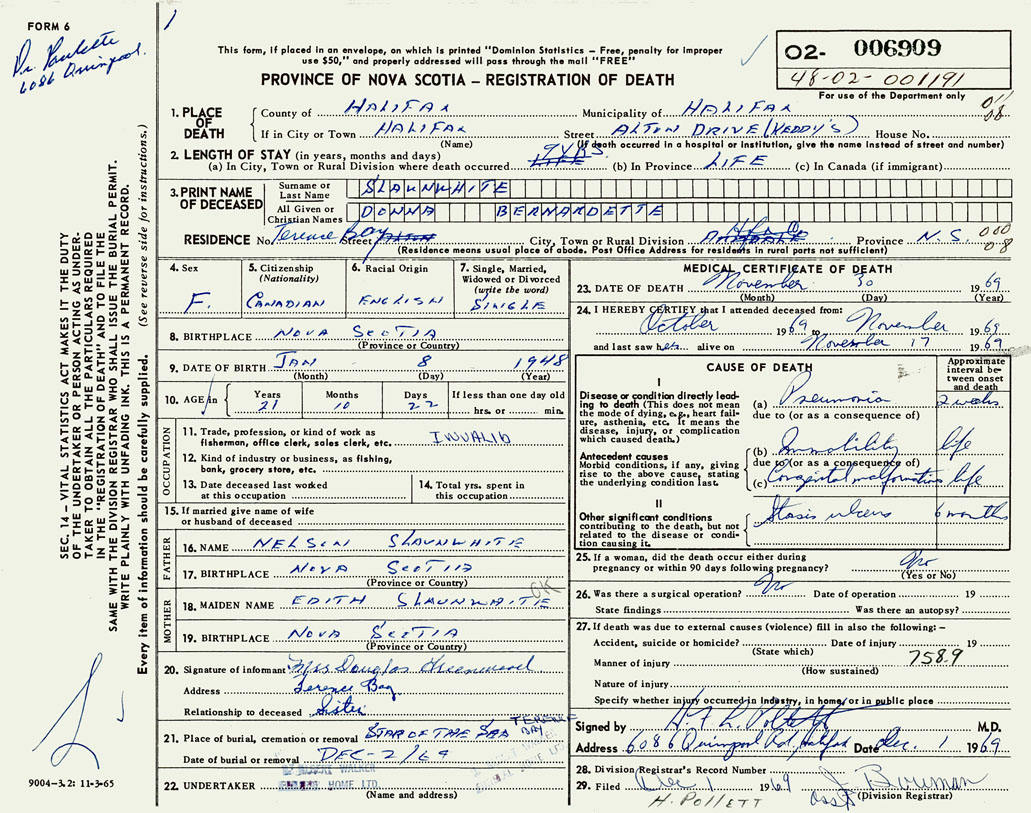 FORM 6
Dr. Paulette
6086 Quinpool.
This form, if placed in an envelope, on which is printed "Dominion Statistics – Free, penalty for improper
use $50," and properly addressed will pass through the mail "FREE"
PROVINCE OF NOVA SCOTIA – REGISTRATION OF DEATH
O2- 006909
48-02-001191
For use of the Department only
011
08
1. PLACE OF DEATH
County of HALIFAX Municipality of HALIFAX
If in City or Town HALIFAX Street ALTON DRIVE (KEDDY'S) House No.
(Name) (If death occurred in a hospital or institution, give the name instead of street and number)
2. LENGTH OF STAY (in years, months and days)
(a) In City, Town or Rural Division where death occurred 9 YRS (b) In Province LIFE (c) In Canada (if immigrant)
3. PRINT NAME OF DECEASED
Surname or Last Name SLAUNWHITE
All Given or Christian Names DONNA BERNARDETTE
RESIDENCE No. Terence Bay Street City, Town or Rural Division Province N.S. 000
08
(Residence means usual place of abode. Post Office Address for residents in rural parts not sufficient)
4. Sex F.
5. Citizenship (Nationality) CANADIAN
6. Racial Origin ENGLISH
7. Single, Married, Widowed or Divorced (write the word) SINGLE
8. BIRTHPLACE NOVA SCOTIA
(Province or Country)
9. DATE OF BIRTH JAN 8 1948
(Month) (Day) (Year)
10. AGE in Years 21 Months 10 Days 22 If less than one day old hrs. or min.
OCCUPATION
11. Trade, profession, or kind of work as fisherman, office clerk, sales clerk, etc. INVALID
12. Kind of industry or business, as fishing, bank, grocery store, etc.
13. Date deceased last worked at this occupation
14. Total yrs. spent in this occupation
15. If married give name of wife or husband of deceased
FATHER
16. NAME NELSON SLAUNWHITE
17. BIRTHPLACE NOVA SCOTIA
(Province or Country)
MOTHER
18. MAIDEN NAME EDITH SLAUNWHITE OK
19. BIRTHPLACE NOVA SCOTIA
(Province or Country)
20. Signature of informant Mrs Douglas Greenwood
Address Terence Bay
Relationship to deceased Sister
21. Place of burial, cremation or removal STAR OF THE SEA TERENCE BAY
Date of burial or removal DEC-2/69
22. UNDERTAKER WALKER HOME LTD.
(Name and address)
MEDICAL CERTIFICATE OF DEATH
23. DATE OF DEATH November 30 1969
(Month) (Day) (Year)
24. I HEREBY CERTIFY that I attended deceased from:
October 1969 to November 1969
and last saw her alive on November 17 1969
CAUSE OF DEATH
Approximate interval between onset and death
I
Disease or condition directly leading to death (This does not mean the mode of dying, e.g., heart failure, asthenia, etc. It means the disease, injury, or complication which caused death.)
(a) Pneumonia 2 weeks
due to (or as a consequence of)
Antecedent causes
Morbid conditions, if any, giving rise to the above cause, stating the underlying condition last.
(b) Immobility life
due to (or as a consequence of)
(c) Congenital malformations life
II
Other significant conditions contributing to the death, but not related to the disease or condition causing it.
Stasis ulcers 6 months
25. If a woman, did the death occur either during
pregnancy or within 90 days following pregnancy? No
(Yes or No)
26. Was there a surgical operation? No Date of operation 19
State findings Was there an autopsy?
27. If death was due to external causes (violence) fill in also the following: –
Accident, suicide or homicide? Date of injury 19
(State which)
Manner of injury 758.9
(How sustained)
Nature of injury
Specify whether injury occurred in industry, in home, or in public place
Signed by M.D.
Address 6086 Quinpool Rd, Halifax Date Dec. 1 1969
28. Division Registrar's Record Number
29. Filed Dec 1 1969 J Bowman
(Division Registrar)
H. POLLETT
SEC. 14 – VITAL STATISTICS ACT MAKES IT THE DUTY
OF THE UNDERTAKER OR PERSON ACTING AS UNDER-
TAKER TO OBTAIN ALL THE PARTICULARS REQUIRED
IN THE "REGISTRATION OF DEATH" AND TO FILE THE
SAME WITH THE DIVISION REGISTRAR WHO SHALL ISSUE THE BURIAL PERMIT.
WRITE PLAINLY WITH UNFADING INK. THIS IS A PERMANENT RECORD.
Every item of information should be carefully supplied. (See reverse side for instructions.)
9004-3.2: 11-3-65